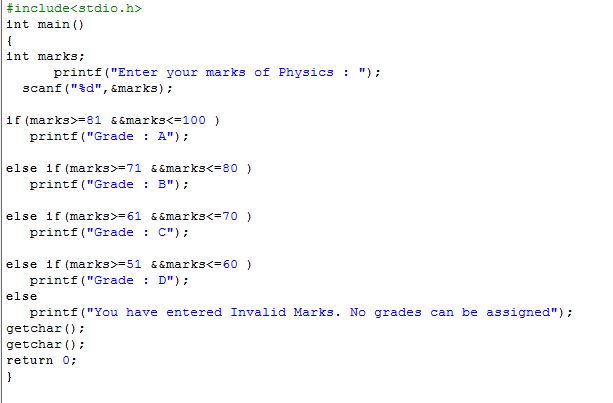 #include<stdio.h>
int main()
{
int marks;
printf("Enter your marks of Physics : ");
scanf("%d",&marks);
if(marks>=81 &&marks<=100 )
printf("Grade : A");
else if(marks>=71 &&marks<=80 )
printf("Grade : B");
else if(marks>=61 &&marks<=70 )
printf("Grade : C");
else if(marks>=51 &&marks<=60 )
printf("Grade : D");
else
printf("You have entered Invalid Marks. No grades can be assigned");
getchar();
getchar();
return 0;
}